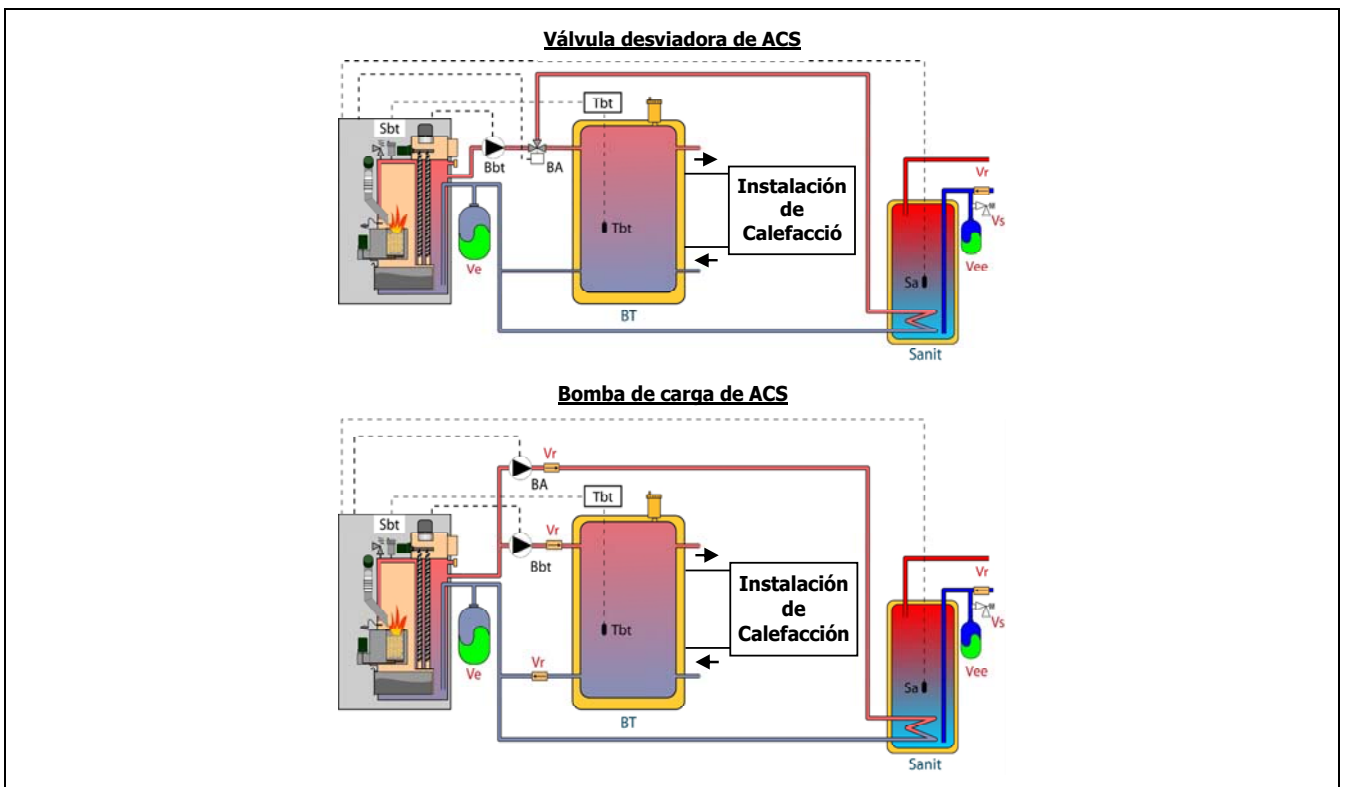 Válvula desviadora de ACS
Tbt
Sbt
Bbt
BA
Vr
Instalación
de
Calefacció
Tbt
Vs
Ve
Vee
Sa
BT
Sanit
Bomba de carga de ACS
Vr
BA
Tbt
Sbt
Vr
Bbt
Vr
Instalación
de
Calefacción
Tbt
Vs
Vr
Ve
Vee
Sa
BT
Sanit